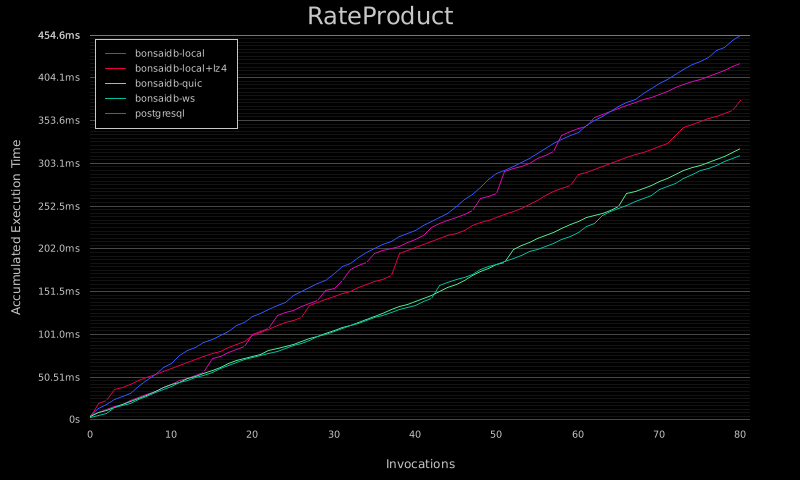 RateProduct
454.6ms
404.1ms
353.6ms
303.1ms
252.5ms
202.0ms
151.5ms
101.0ms
50.51ms
0s
Accumulated Execution Time
bonsaidb-local
bonsaidb-local+lz4
bonsaidb-quic
bonsaidb-ws
postgresql
0 10 20 30 40 50 60 70 80
Invocations